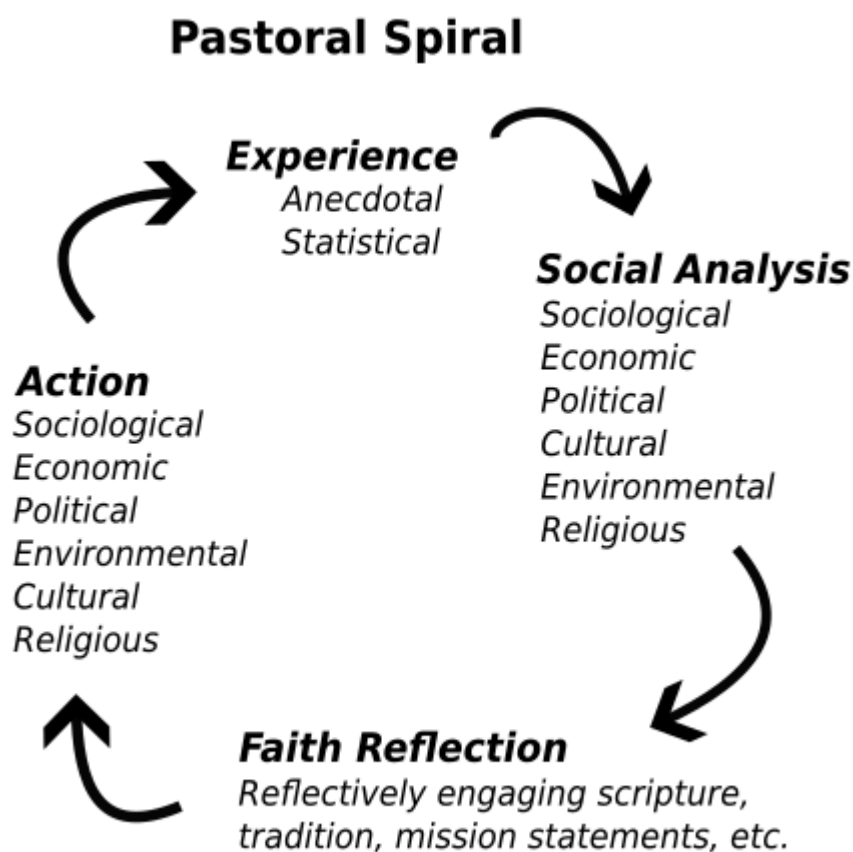 Pastoral Spiral
Experience
Anecdotal
Statistical
Social Analysis
Sociological
Economic
Political
Cultural
Environmental
Religious
Faith Reflection
Reflectively engaging scripture,
tradition, mission statements, etc.
Action
Sociological
Economic
Political
Environmental
Cultural
Religious